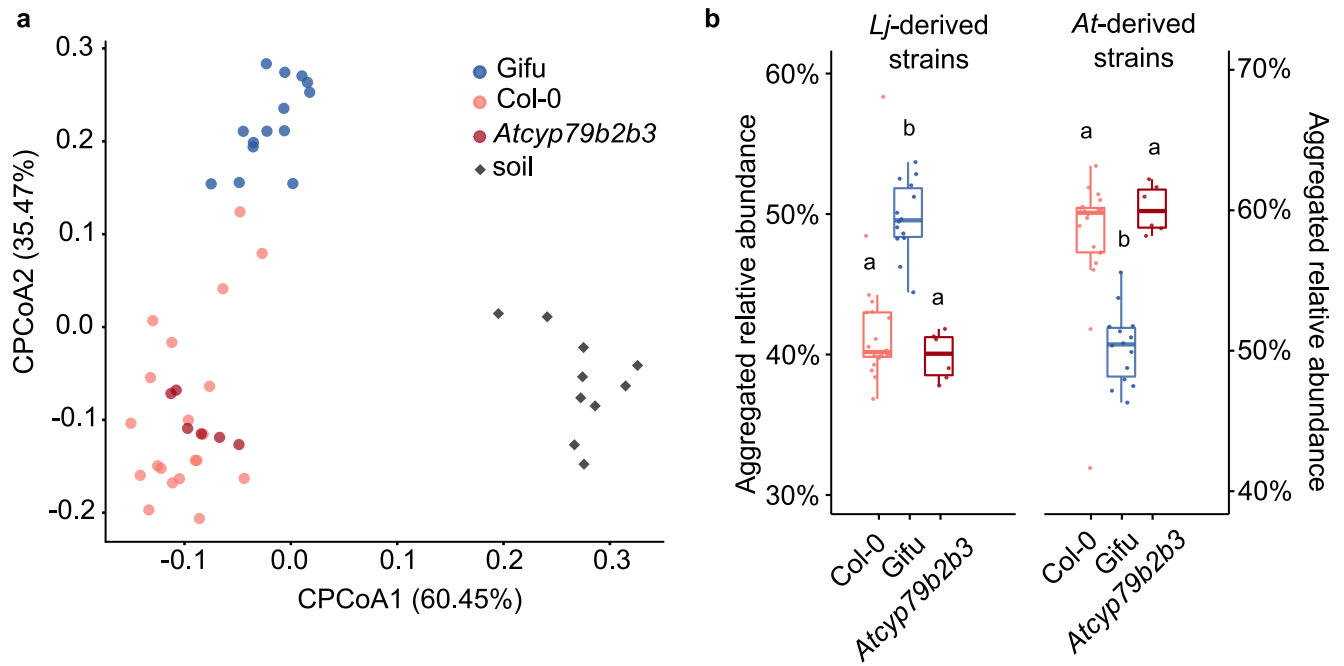 a
0.3
0.2
0.1
0.0
-0.1
-0.2
CPCoA2 (35.47%)
-0.1
0.0
0.1
0.2
0.3
CPCoA1 (60.45%)
Gifu
Col-0
Atcyp79b2b3
soil
b
Lj-derived
strains
At-derived
strains
Aggregated relative abundance
60%
50%
40%
30%
a
b
a
a
b
a
70%
60%
50%
40%
Aggregated relative abundance
Col-0
Gifu
Atcyp79b2b3
Col-0
Gifu
Atcyp79b2b3